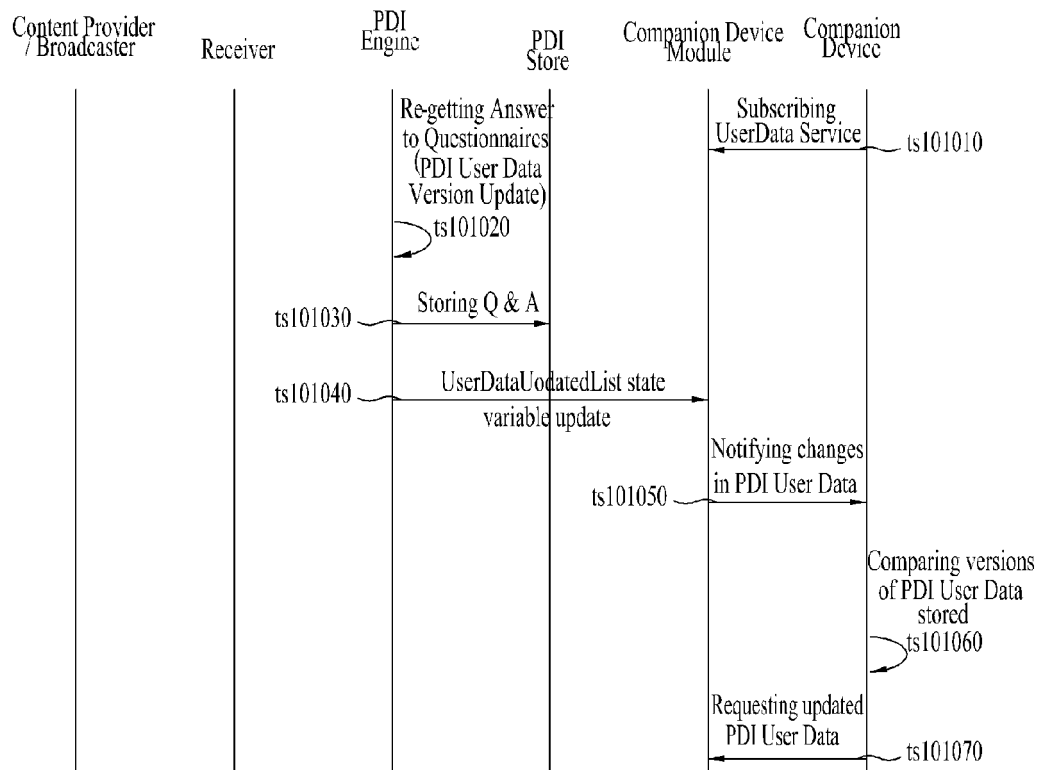 Content Provider
/ Broadcaster
Receiver
PDI
Engine
PDI
Store
Companion Device
Module
Companion
Device
Re-getting Answer
to Questionnaires
(PDI User Data
Version Update)
ts101020
Subscribing
UserData Service
ts101010
Storing Q & A
ts101030
UserDataUodatedList state
variable update
ts101040
Notifying changes
in PDI User Data
ts101050
Comparing versions
of PDI User Data
stored
ts101060
Requesting updated
PDI User Data
ts101070